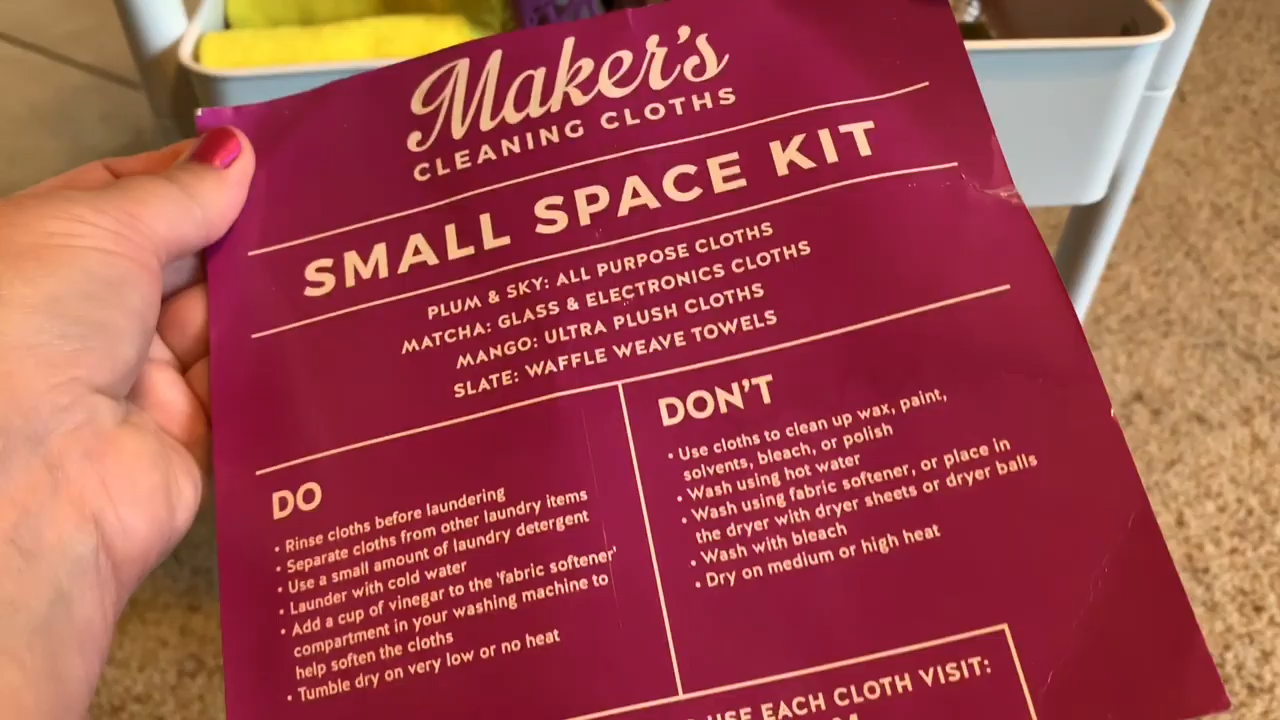 Maker's
CLEANING CLOTHS
SMALL SPACE KIT
PLUM & SKY: ALL PURPOSE CLOTHS
MATCHA: GLASS & ELECTRONICS CLOTHS
MANGO: ULTRA PLUSH CLOTHS
SLATE: WAFFLE WEAVE TOWELS
DO
• Rinse cloths before laundering
• Separate cloths from other laundry items
• Use a small amount of laundry detergent
• Launder with cold water
• Add a cup of vinegar to the 'fabric softener'
compartment in your washing machine to
help soften the cloths
• Tumble dry on very low or no heat
DON'T
• Use cloths to clean up wax, paint,
solvents, bleach, or polish
• Wash using hot water
• Wash using fabric softener, or place in
the dryer with dryer sheets or dryer balls
• Wash with bleach
• Dry on medium or high heat
USE EACH CLOTH VISIT: